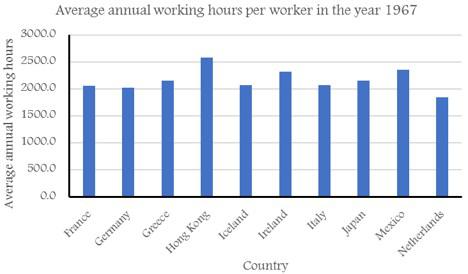 Average annual working hours per worker in the year 1967
Average annual working hours
3000.0
2500.0
2000.0
1500.0
1000.0
500.0
0.0
France
Germany
Greece
Hong Kong
Iceland
Ireland
Italy
Japan
Mexico
Netherlands
Country